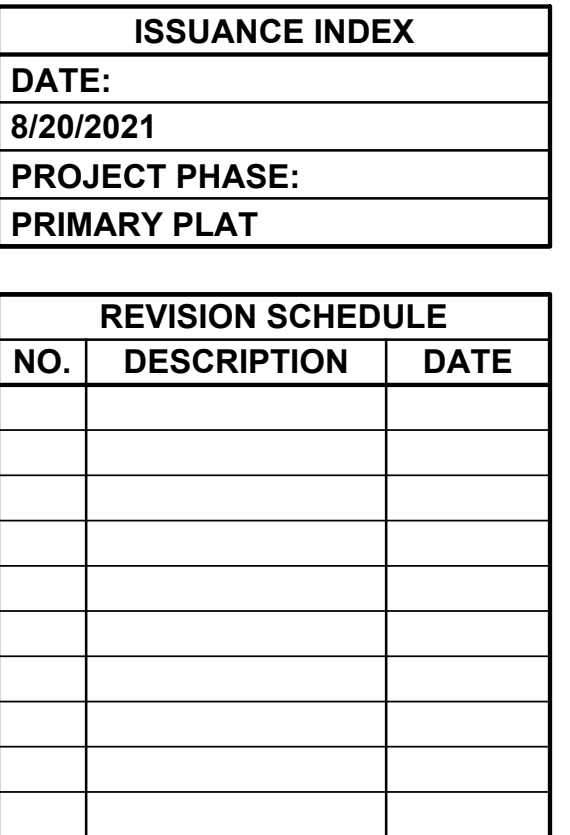 ISSUANCE INDEX
DATE:
8/20/2021
PROJECT PHASE:
PRIMARY PLAT
REVISION SCHEDULE
NO. DESCRIPTION DATE